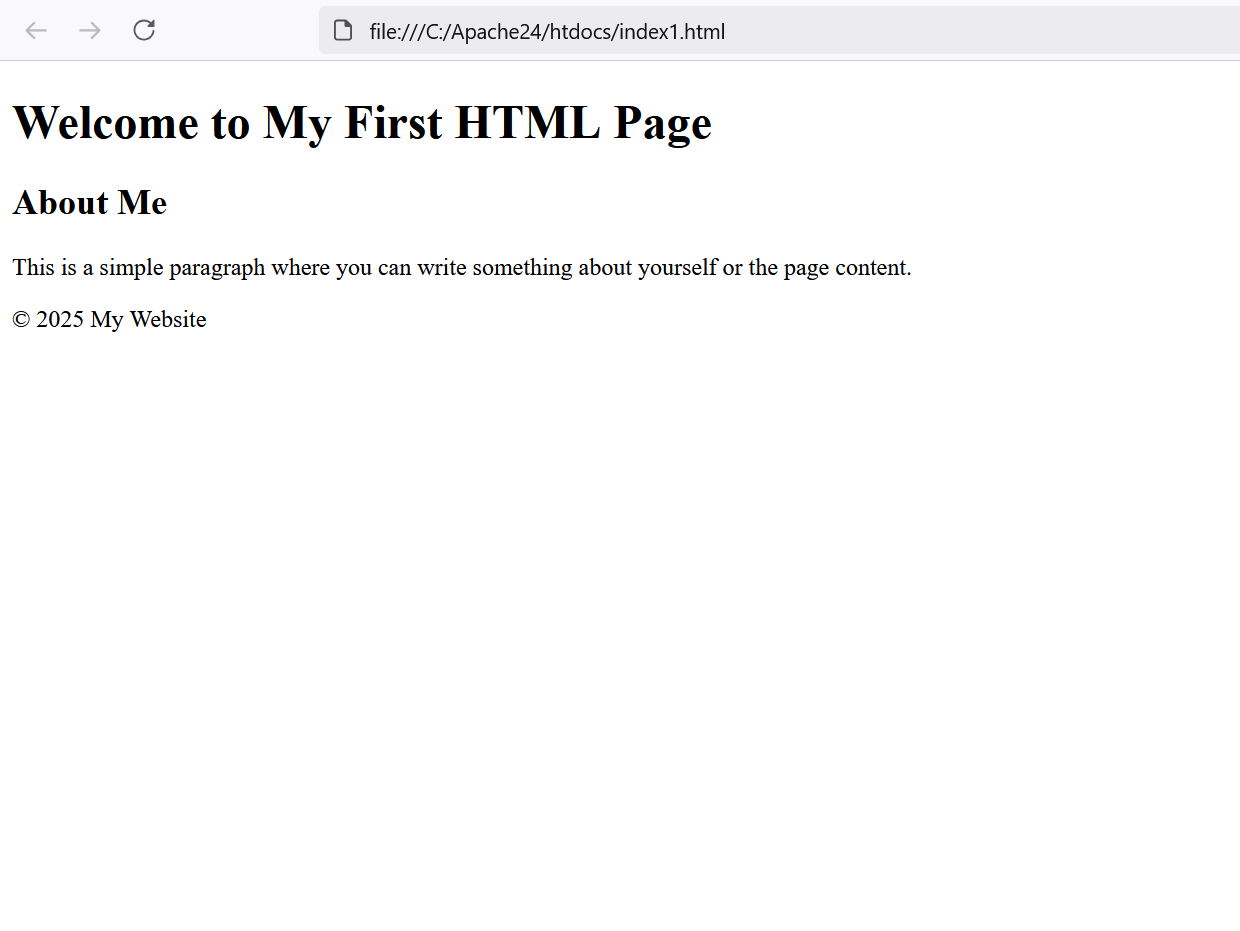 file:///C:/Apache24/htdocs/index1.html
Welcome to My First HTML Page
About Me
This is a simple paragraph where you can write something about yourself or the page content.
© 2025 My Website